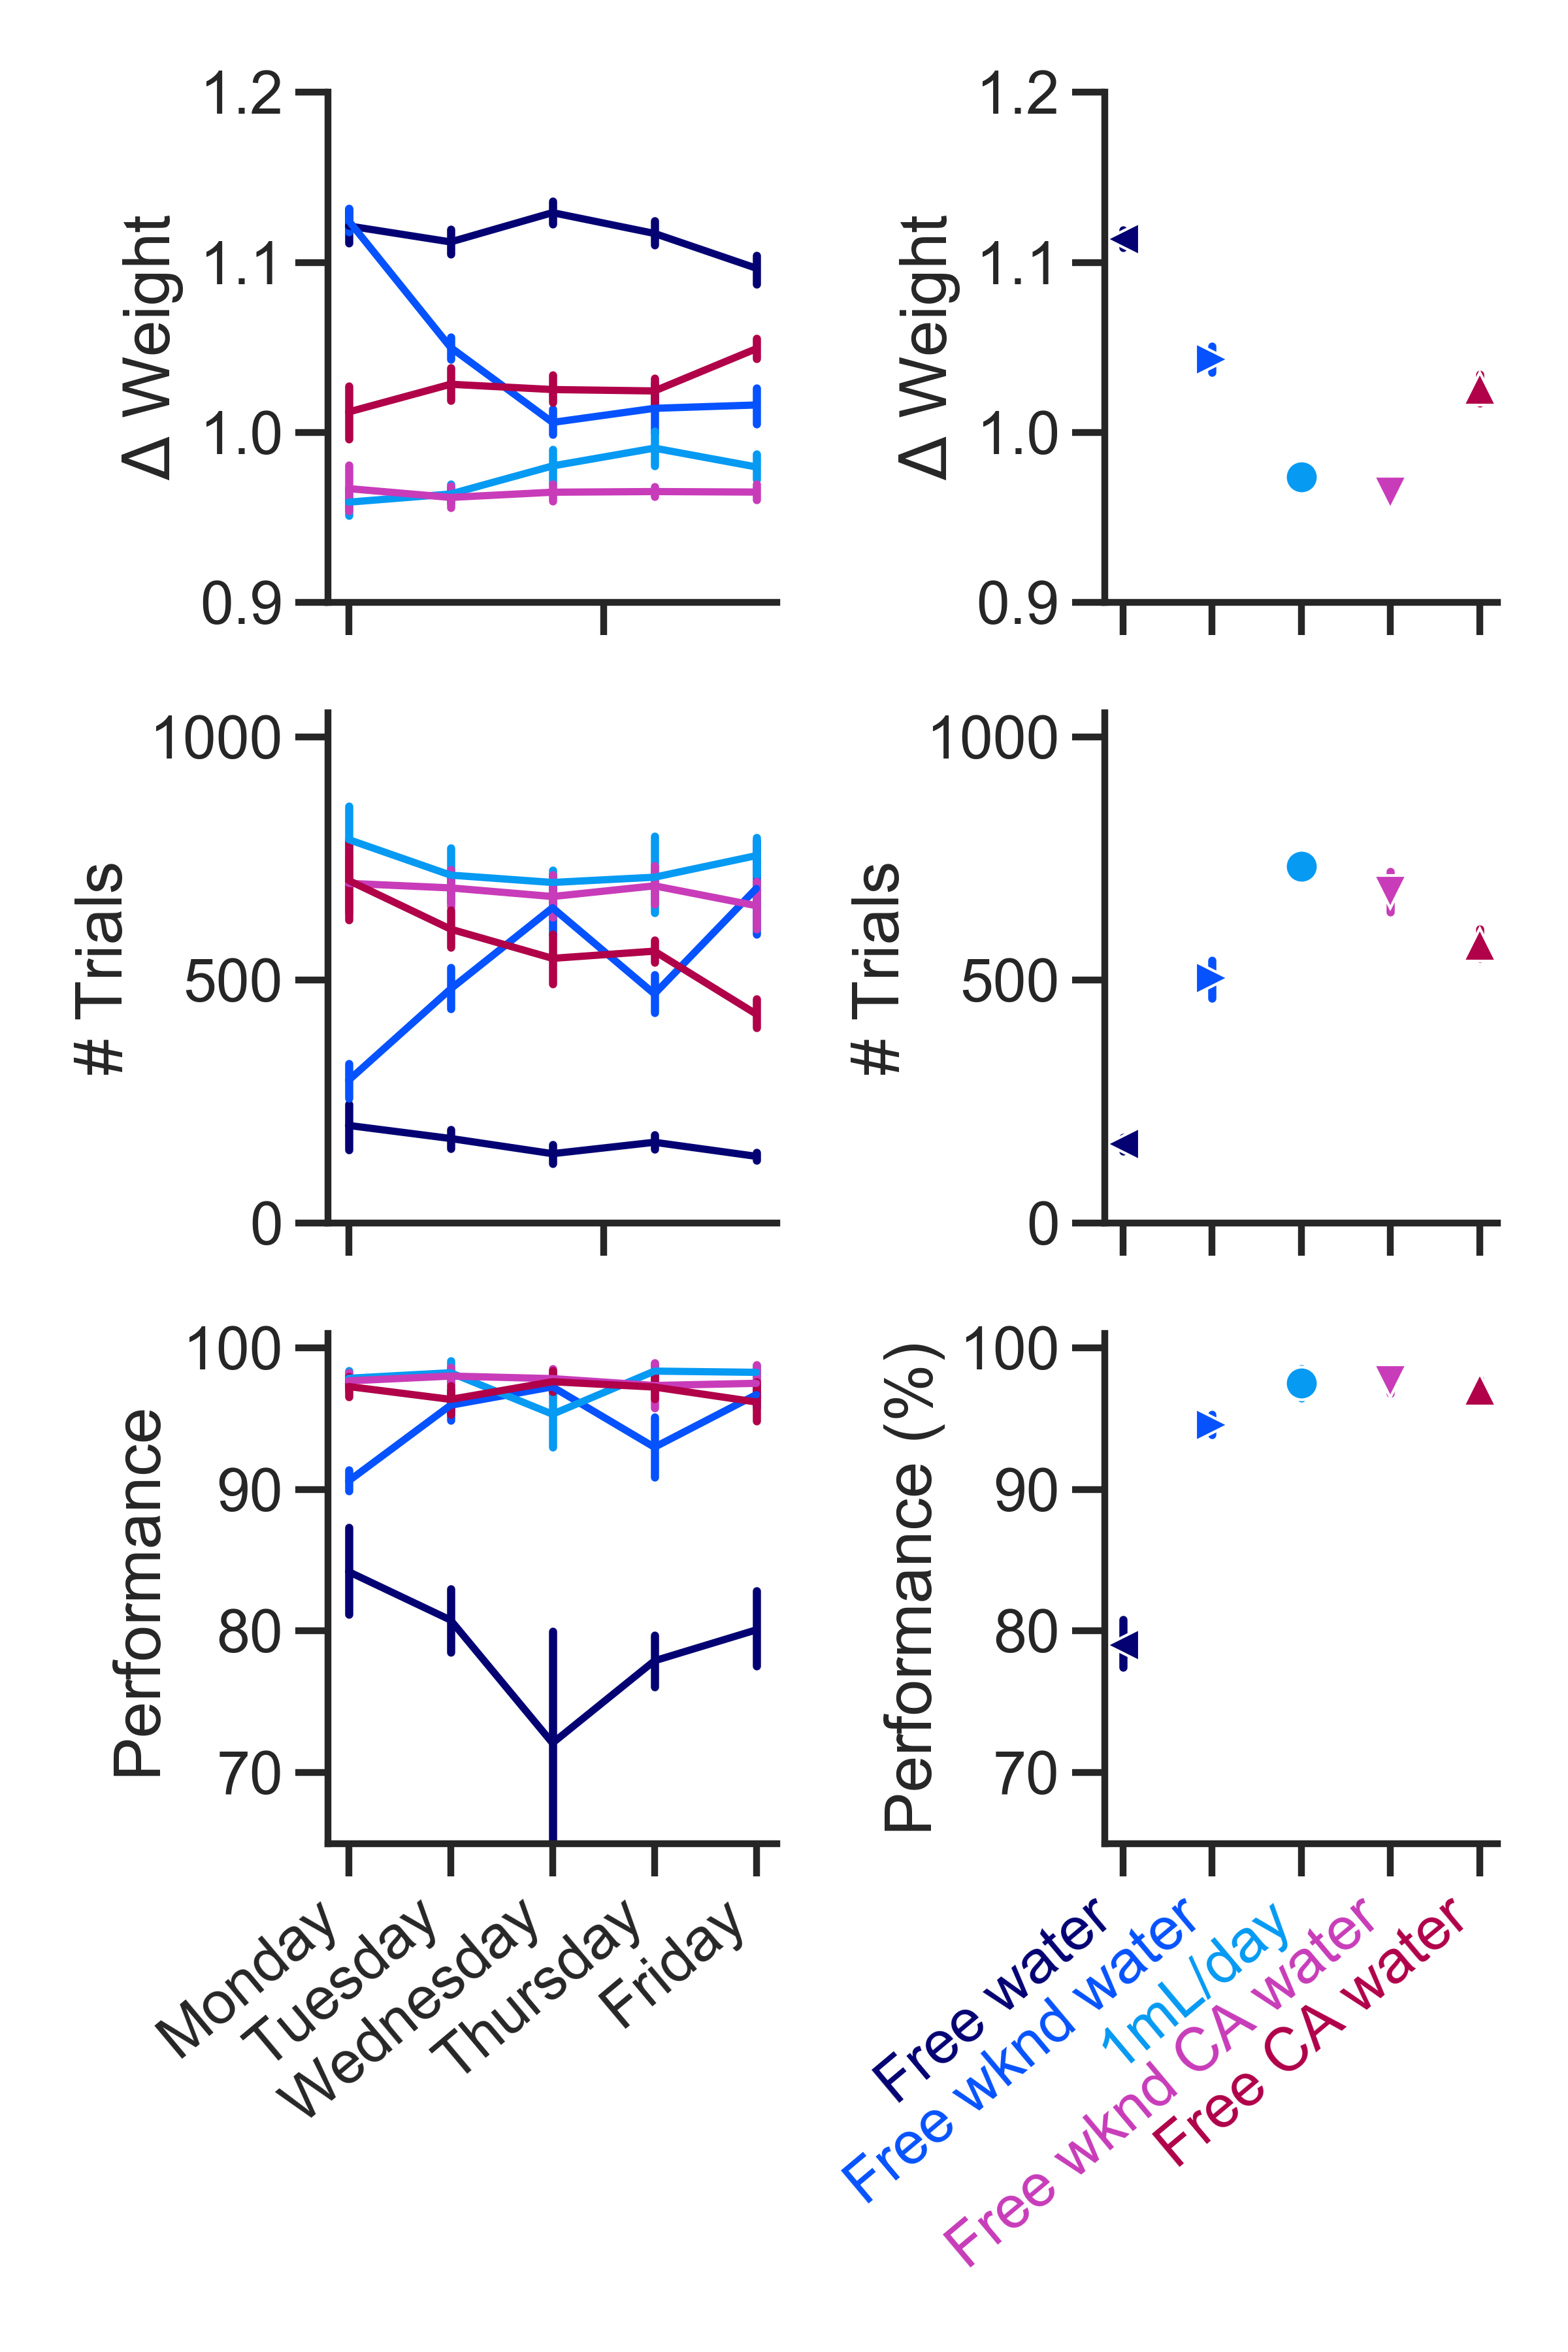 Δ Weight
1.2
1.1
1.0
0.9
Δ Weight
1.2
1.1
1.0
0.9
# Trials
1000
500
0
# Trials
1000
500
0
Performance
100
90
80
70
Monday
Tuesday
Wednesday
Thursday
Friday
Performance (%)
100
90
80
70
Free water
Free wknd water
1mL/day
Free wknd CA water
Free CA water